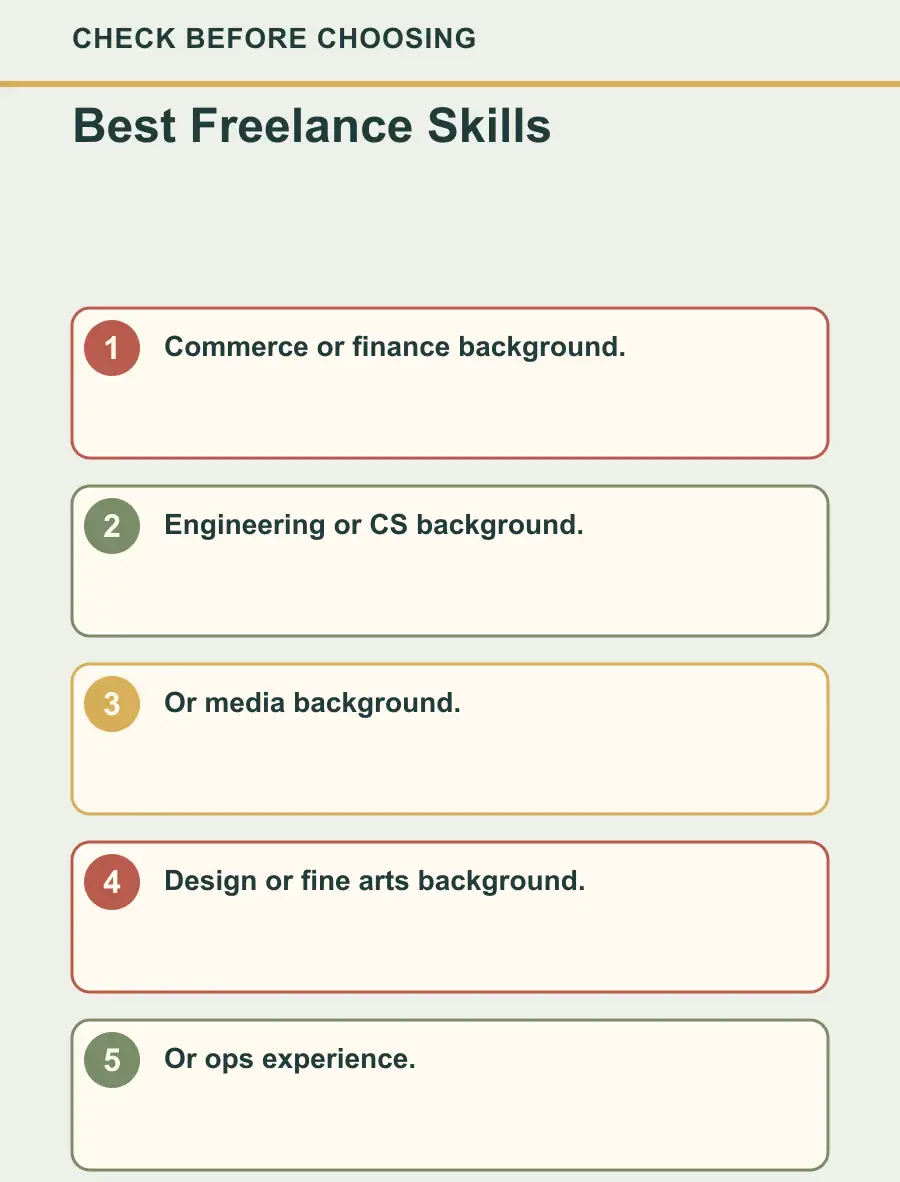 CHECK BEFORE CHOOSING
Best Freelance Skills
1 Commerce or finance background.
2 Engineering or CS background.
3 Or media background.
4 Design or fine arts background.
5 Or ops experience.